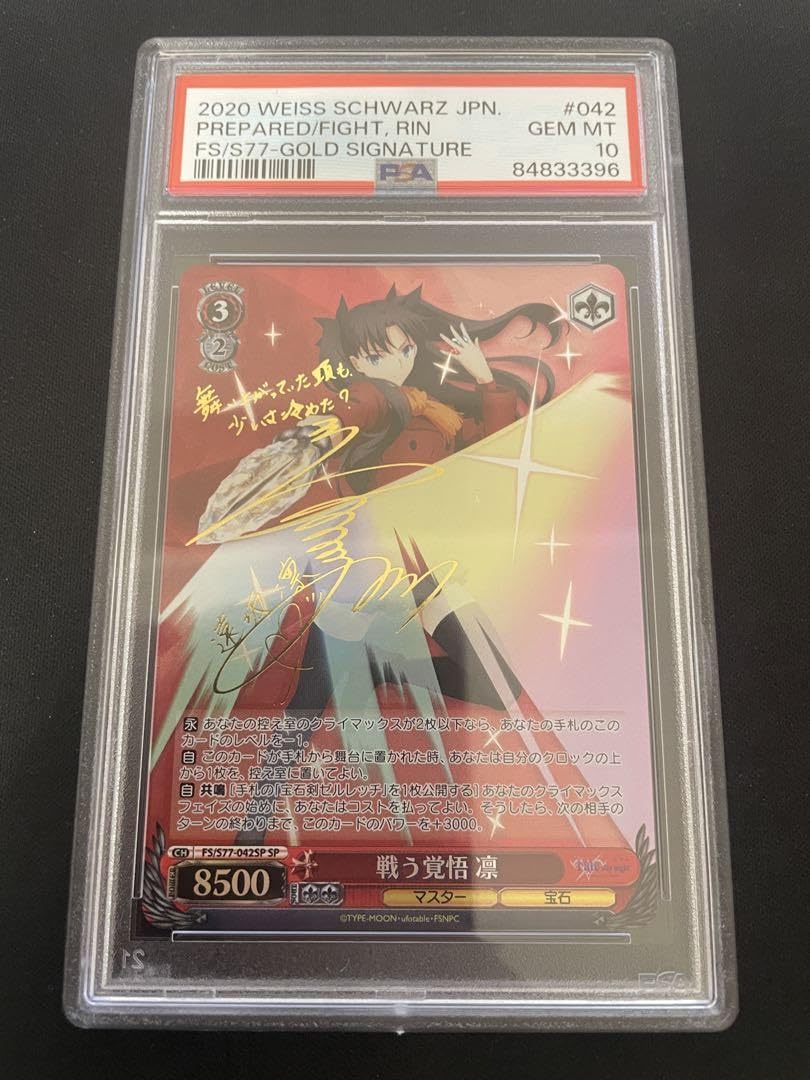 2020 WEISS SCHWARZ JPN. #042
PREPARED/FIGHT, RIN GEM MT
FS/S77-GOLD SIGNATURE 10
PSA 84833396
LEVEL
3
2
COST
舞い上がっていた頭も、
少しは冷めた?
遠坂凛
永 あなたの控え室のクライマックスが2枚以下なら、あなたの手札のこの
カードのレベルを-1。
自 このカードが手札から舞台に置かれた時、あなたは自分のクロックの上
から1枚を、控え室に置いてよい。
自 共鳴 [手札の「宝石剣ゼルレッチ」を1枚公開する] あなたのクライマックス
フェイズの始めに、あなたはコストを払ってよい。そうしたら、次の相手の
ターンの終わりまで、このカードのパワーを+3000。
CH FS/S77-042SP SP
8500
戦う覚悟 凛
マスター 宝石
©TYPE-MOON・ufotable・FSNPC
PSA